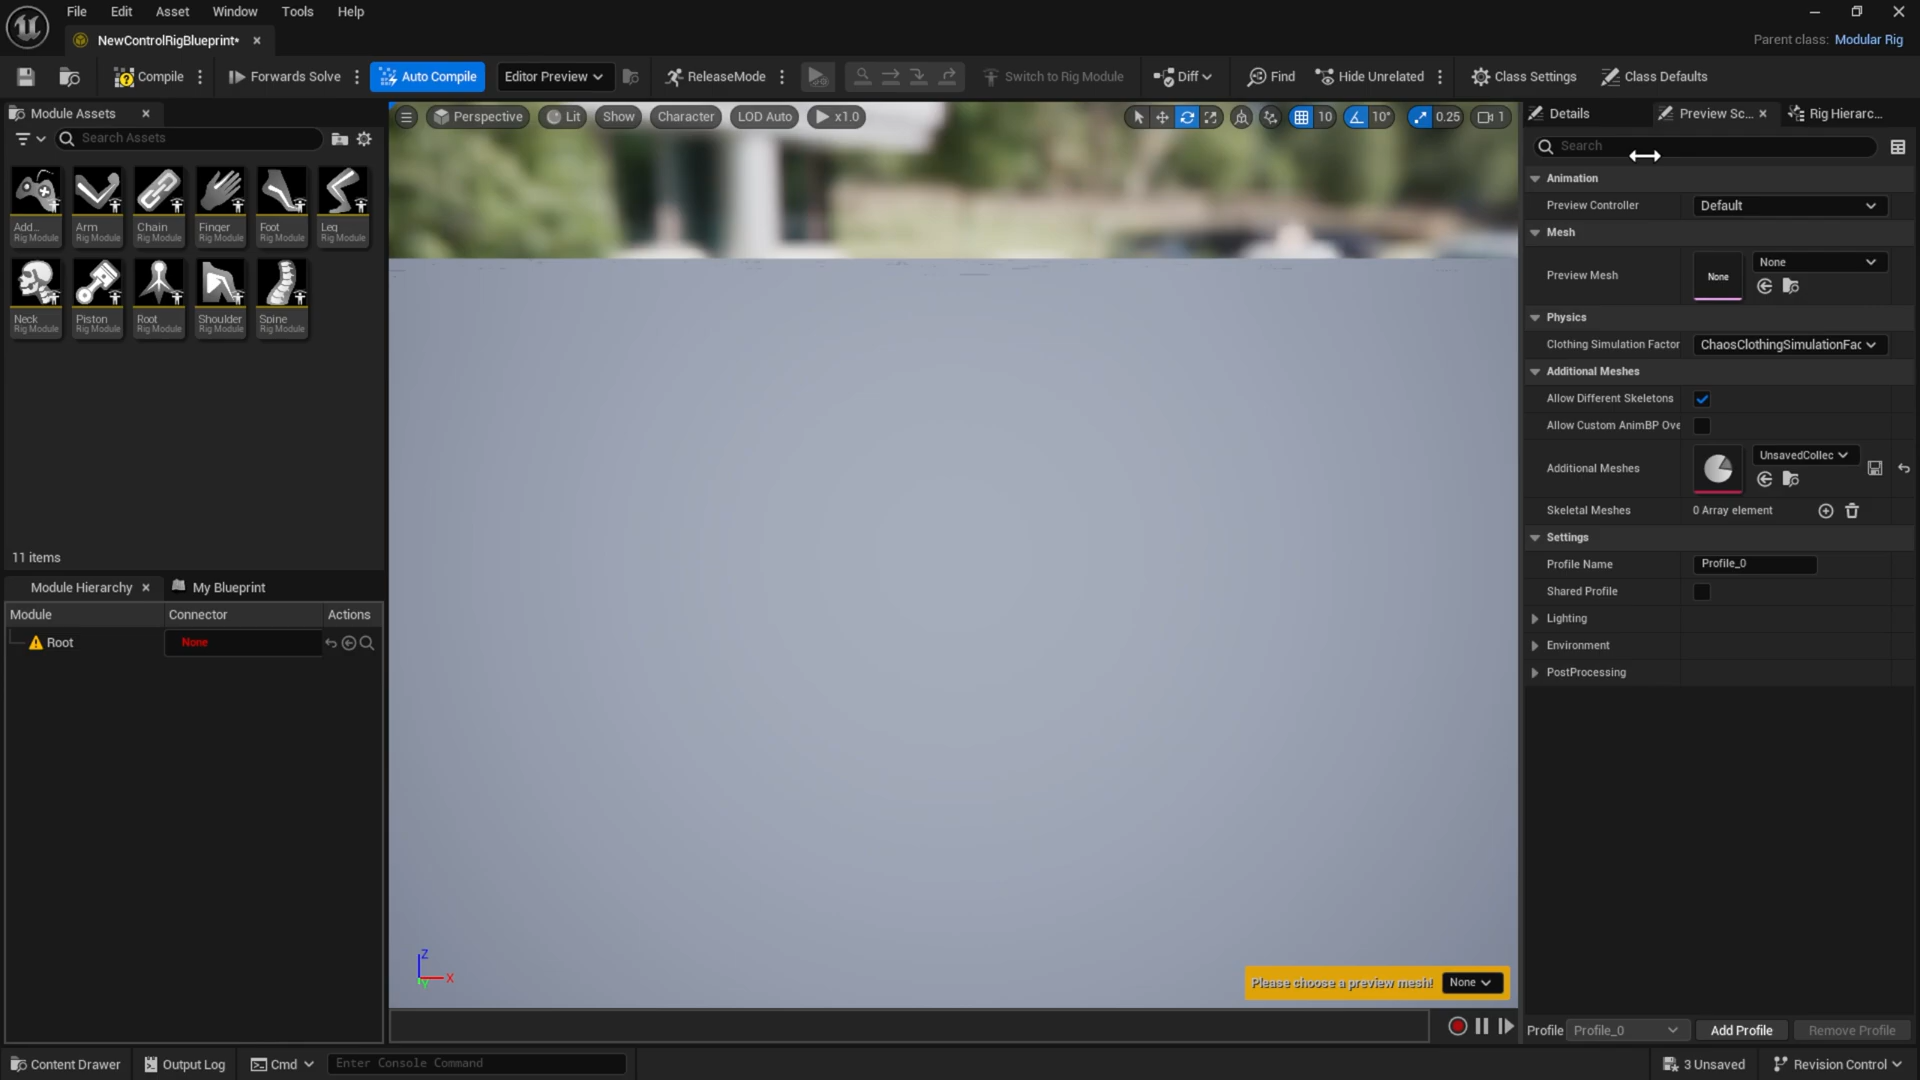 File Edit Asset Window Tools Help
NewControlRigBlueprint*
Parent class: Modular Rig
Compile Forwards Solve Auto Compile Editor Preview ReleaseMode Switch to Rig Module Diff Find Hide Unrelated Class Settings Class Defaults
Module Assets
Search Assets
Add... Rig Module
Arm Rig Module
Chain Rig Module
Finger Rig Module
Foot Rig Module
Leg Rig Module
Neck Rig Module
Piston Rig Module
Root Rig Module
Shoulder Rig Module
Spine Rig Module
11 items
Module Hierarchy My Blueprint
Module Connector Actions
Root None
Perspective Lit Show Character LOD Auto x1.0 10 10° 0.25 1
Z
X
Y
Please choose a preview mesh! None
Details Preview Sc... Rig Hierarc...
Search
Animation
Preview Controller Default
Mesh
Preview Mesh None None
Physics
Clothing Simulation Factor ChaosClothingSimulationFac
Additional Meshes
Allow Different Skeletons
Allow Custom AnimBP Ove
Additional Meshes UnsavedCollec
Skeletal Meshes 0 Array element
Settings
Profile Name Profile_0
Shared Profile
Lighting
Environment
PostProcessing
Profile Profile_0 Add Profile Remove Profile
Content Drawer Output Log Cmd Enter Console Command 3 Unsaved Revision Control